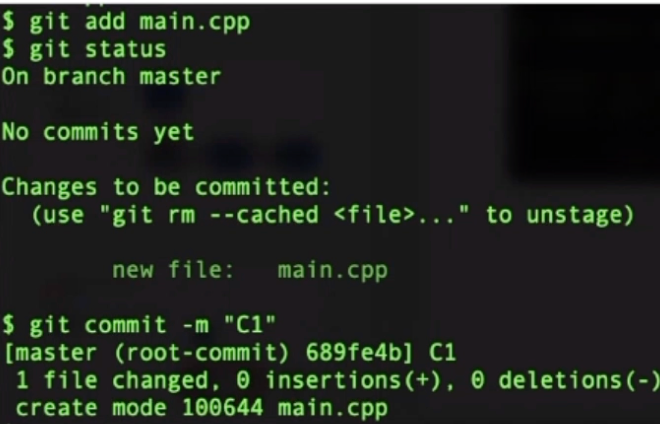 $ git add main.cpp
$ git status
On branch master
No commits yet
Changes to be committed:
(use "git rm --cached <file>..." to unstage)
new file: main.cpp
$ git commit -m "C1"
[master (root-commit) 689fe4b] C1
1 file changed, 0 insertions(+), 0 deletions(-)
create mode 100644 main.cpp